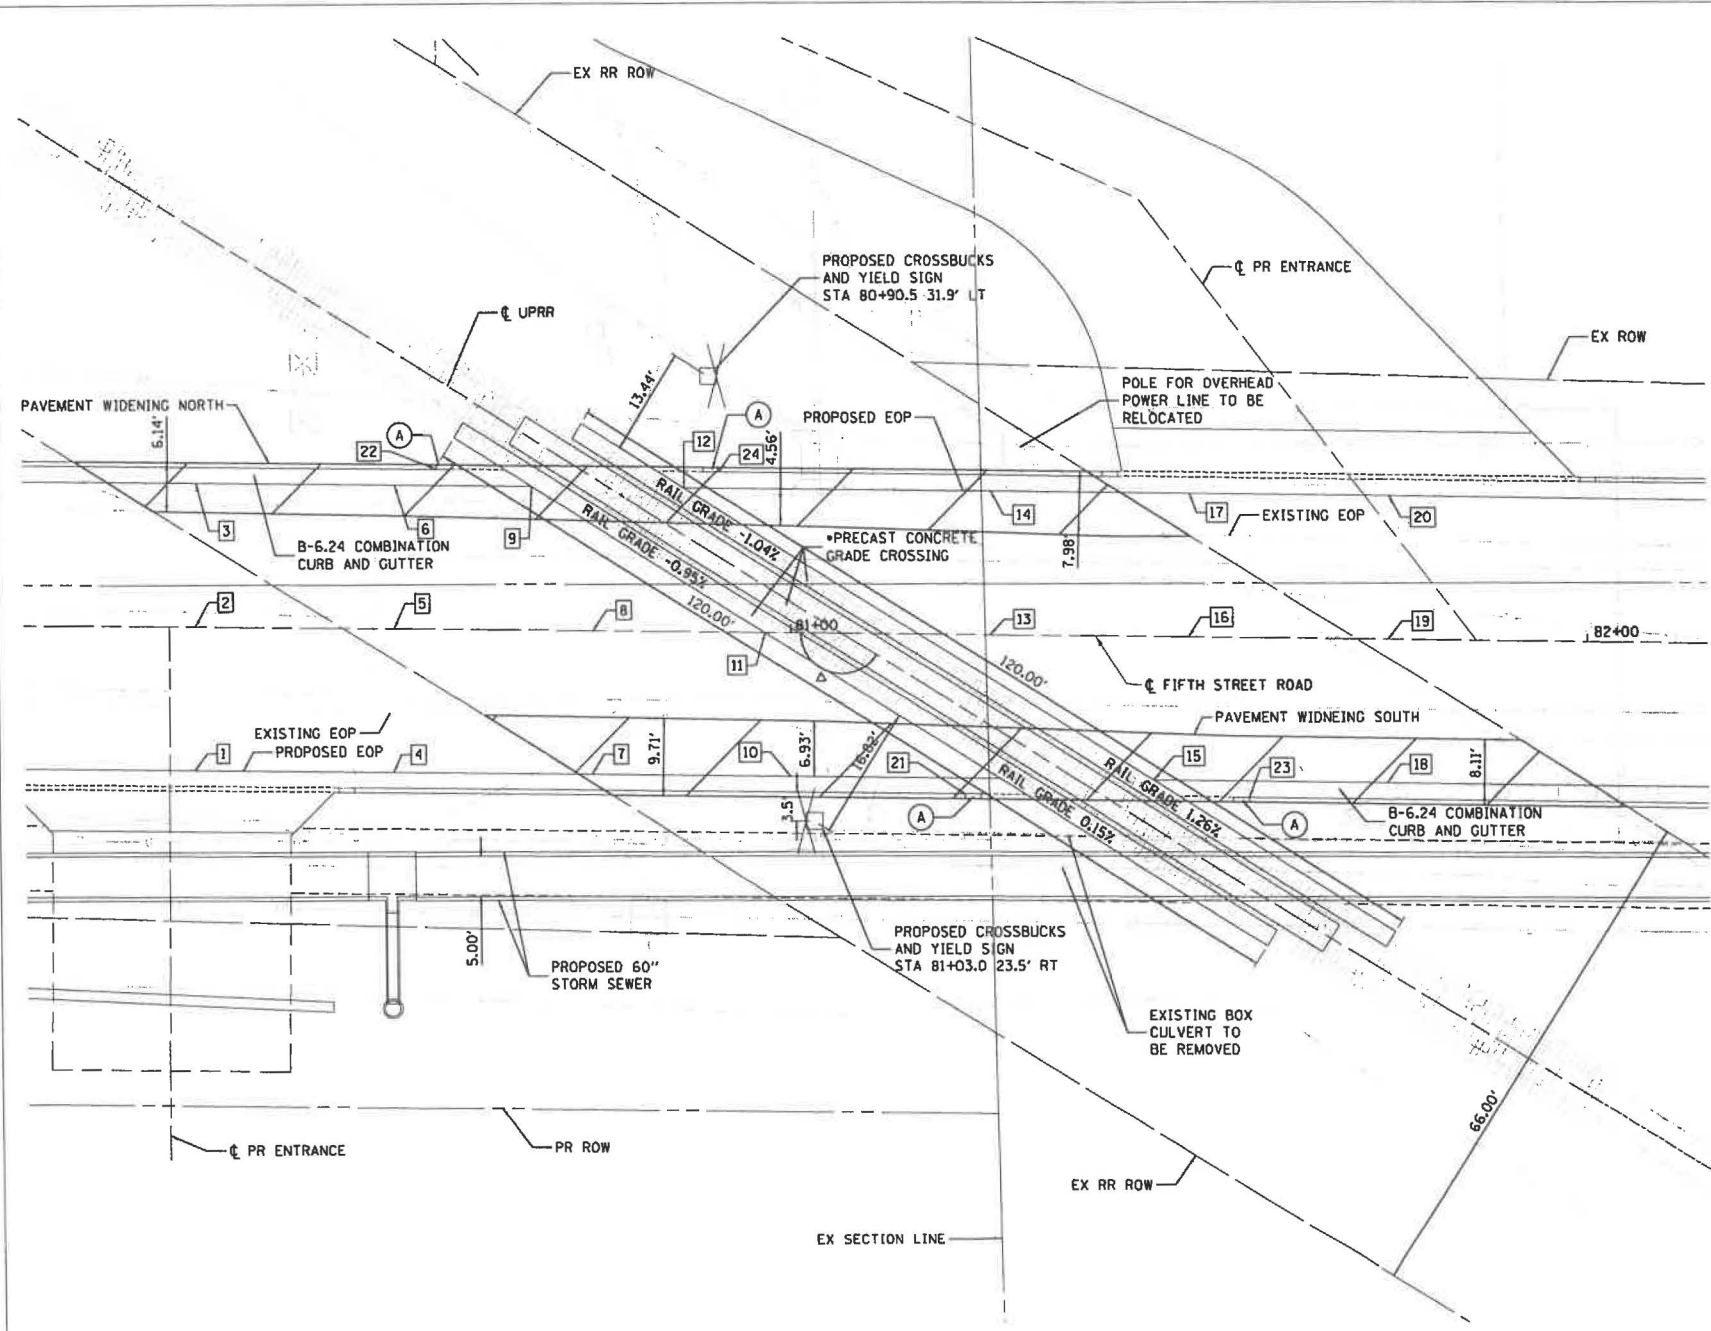 EX RR ROW
PROPOSED CROSSBUCKS
AND YIELD SIGN
STA 80+90.5 31.9' LT
℄ PR ENTRANCE
℄ UPRR
EX ROW
13.44'
POLE FOR OVERHEAD
POWER LINE TO BE
RELOCATED
PAVEMENT WIDENING NORTH
6.14'
A
22
12
A
24
4.56'
PROPOSED EOP
RAIL GRADE -1.04%
RAIL GRADE -0.95%
3
6
9
14
17
20
EXISTING EOP
B-6.24 COMBINATION
CURB AND GUTTER
*PRECAST CONCRETE
GRADE CROSSING
7.98'
120.00'
2
5
8
81+00
13
16
19
82+00
11
Δ
120.00'
℄ FIFTH STREET ROAD
EXISTING EOP
PROPOSED EOP
PAVEMENT WIDNEING SOUTH
1
4
7
9.71'
10
6.93'
16.82'
21
15
23
18
8.11'
RAIL GRADE 0.15%
RAIL GRADE 1.26%
3.5'
A
A
B-6.24 COMBINATION
CURB AND GUTTER
5.00'
PROPOSED 60"
STORM SEWER
PROPOSED CROSSBUCKS
AND YIELD SIGN
STA 81+03.0 23.5' RT
EXISTING BOX
CULVERT TO
BE REMOVED
66.00'
℄ PR ENTRANCE
PR ROW
EX RR ROW
EX SECTION LINE